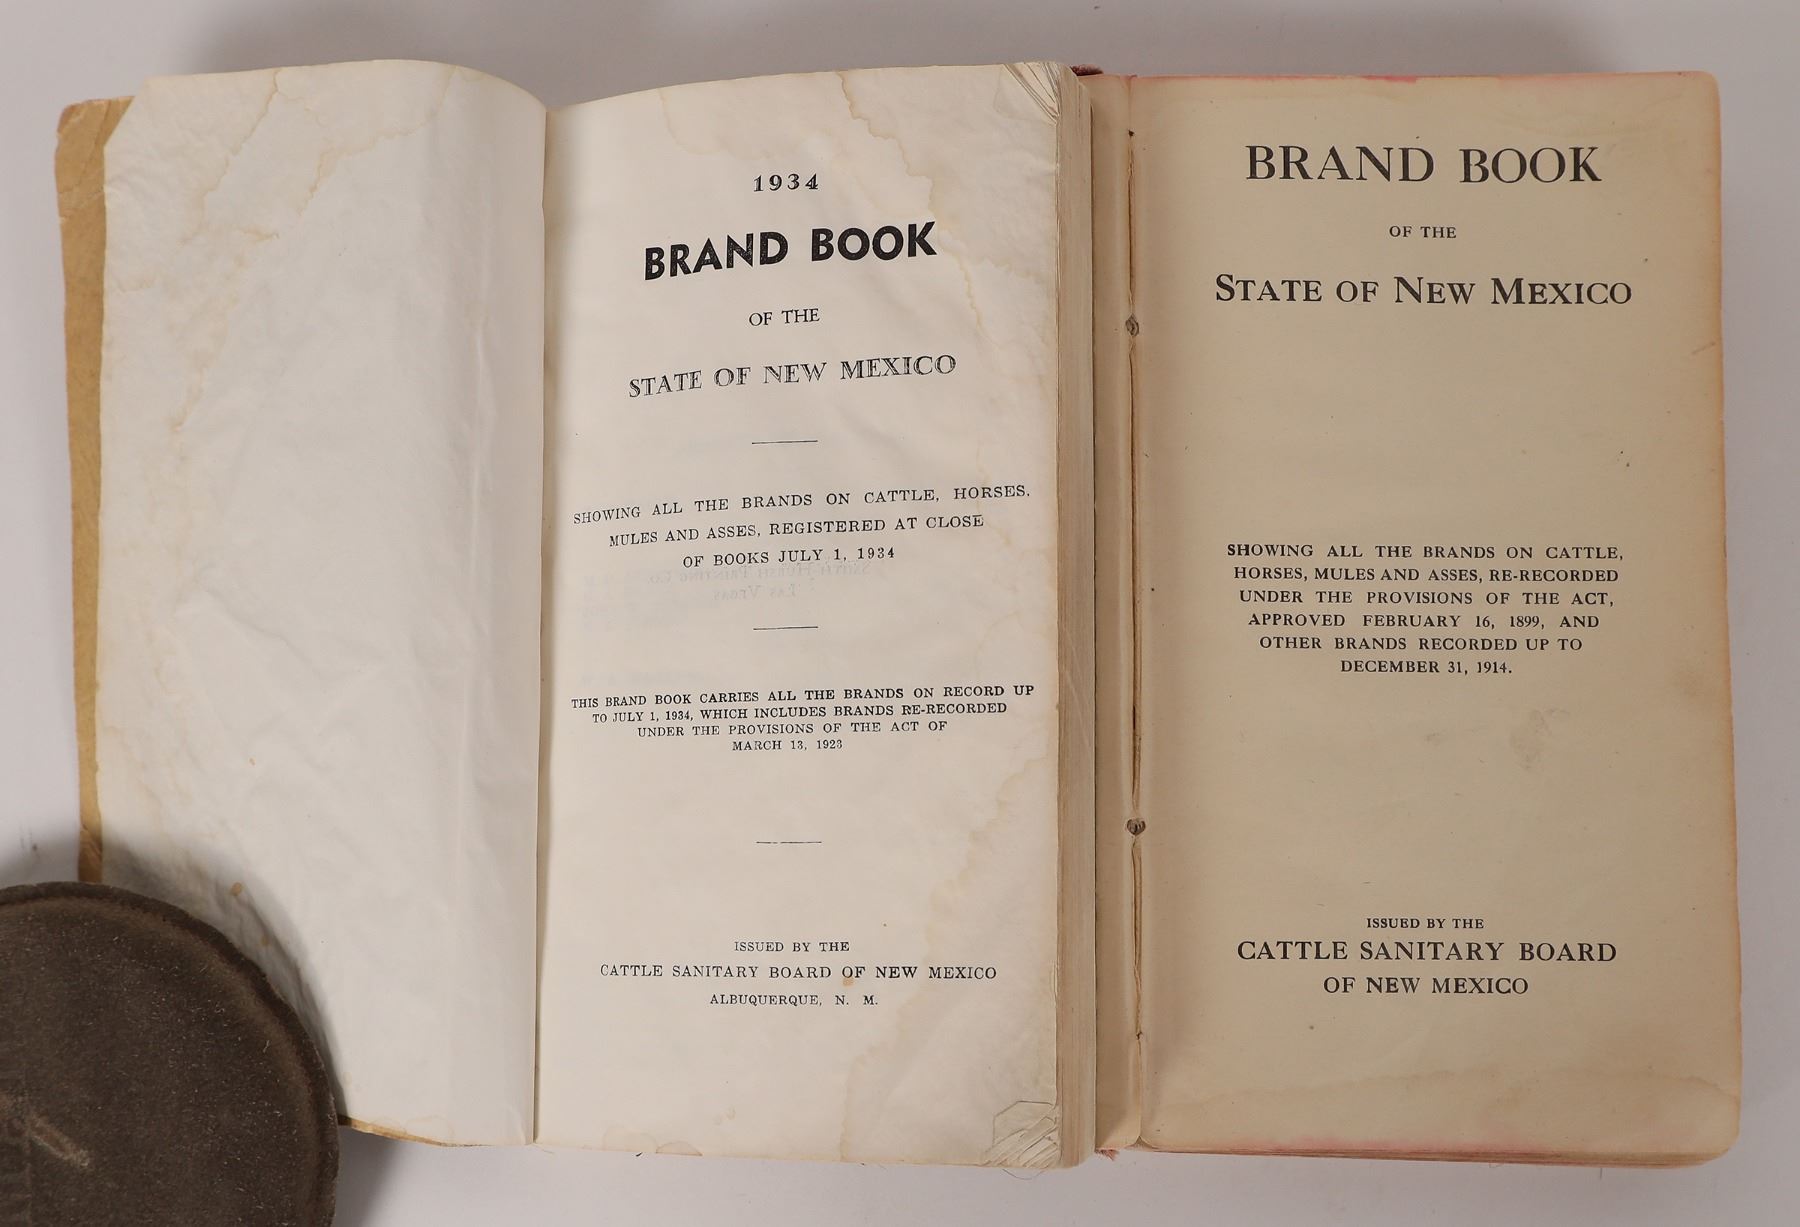 1934
BRAND BOOK
OF THE
STATE OF NEW MEXICO
SHOWING ALL THE BRANDS ON CATTLE, HORSES,
MULES AND ASSES, REGISTERED AT CLOSE
OF BOOKS JULY 1, 1934
THIS BRAND BOOK CARRIES ALL THE BRANDS ON RECORD UP
TO JULY 1, 1934, WHICH INCLUDES BRANDS RE-RECORDED
UNDER THE PROVISIONS OF THE ACT OF
MARCH 13, 1923
ISSUED BY THE
CATTLE SANITARY BOARD OF NEW MEXICO
ALBUQUERQUE, N. M.
BRAND BOOK
OF THE
STATE OF NEW MEXICO
SHOWING ALL THE BRANDS ON CATTLE,
HORSES, MULES AND ASSES, RE-RECORDED
UNDER THE PROVISIONS OF THE ACT,
APPROVED FEBRUARY 16, 1899, AND
OTHER BRANDS RECORDED UP TO
DECEMBER 31, 1914.
ISSUED BY THE
CATTLE SANITARY BOARD
OF NEW MEXICO